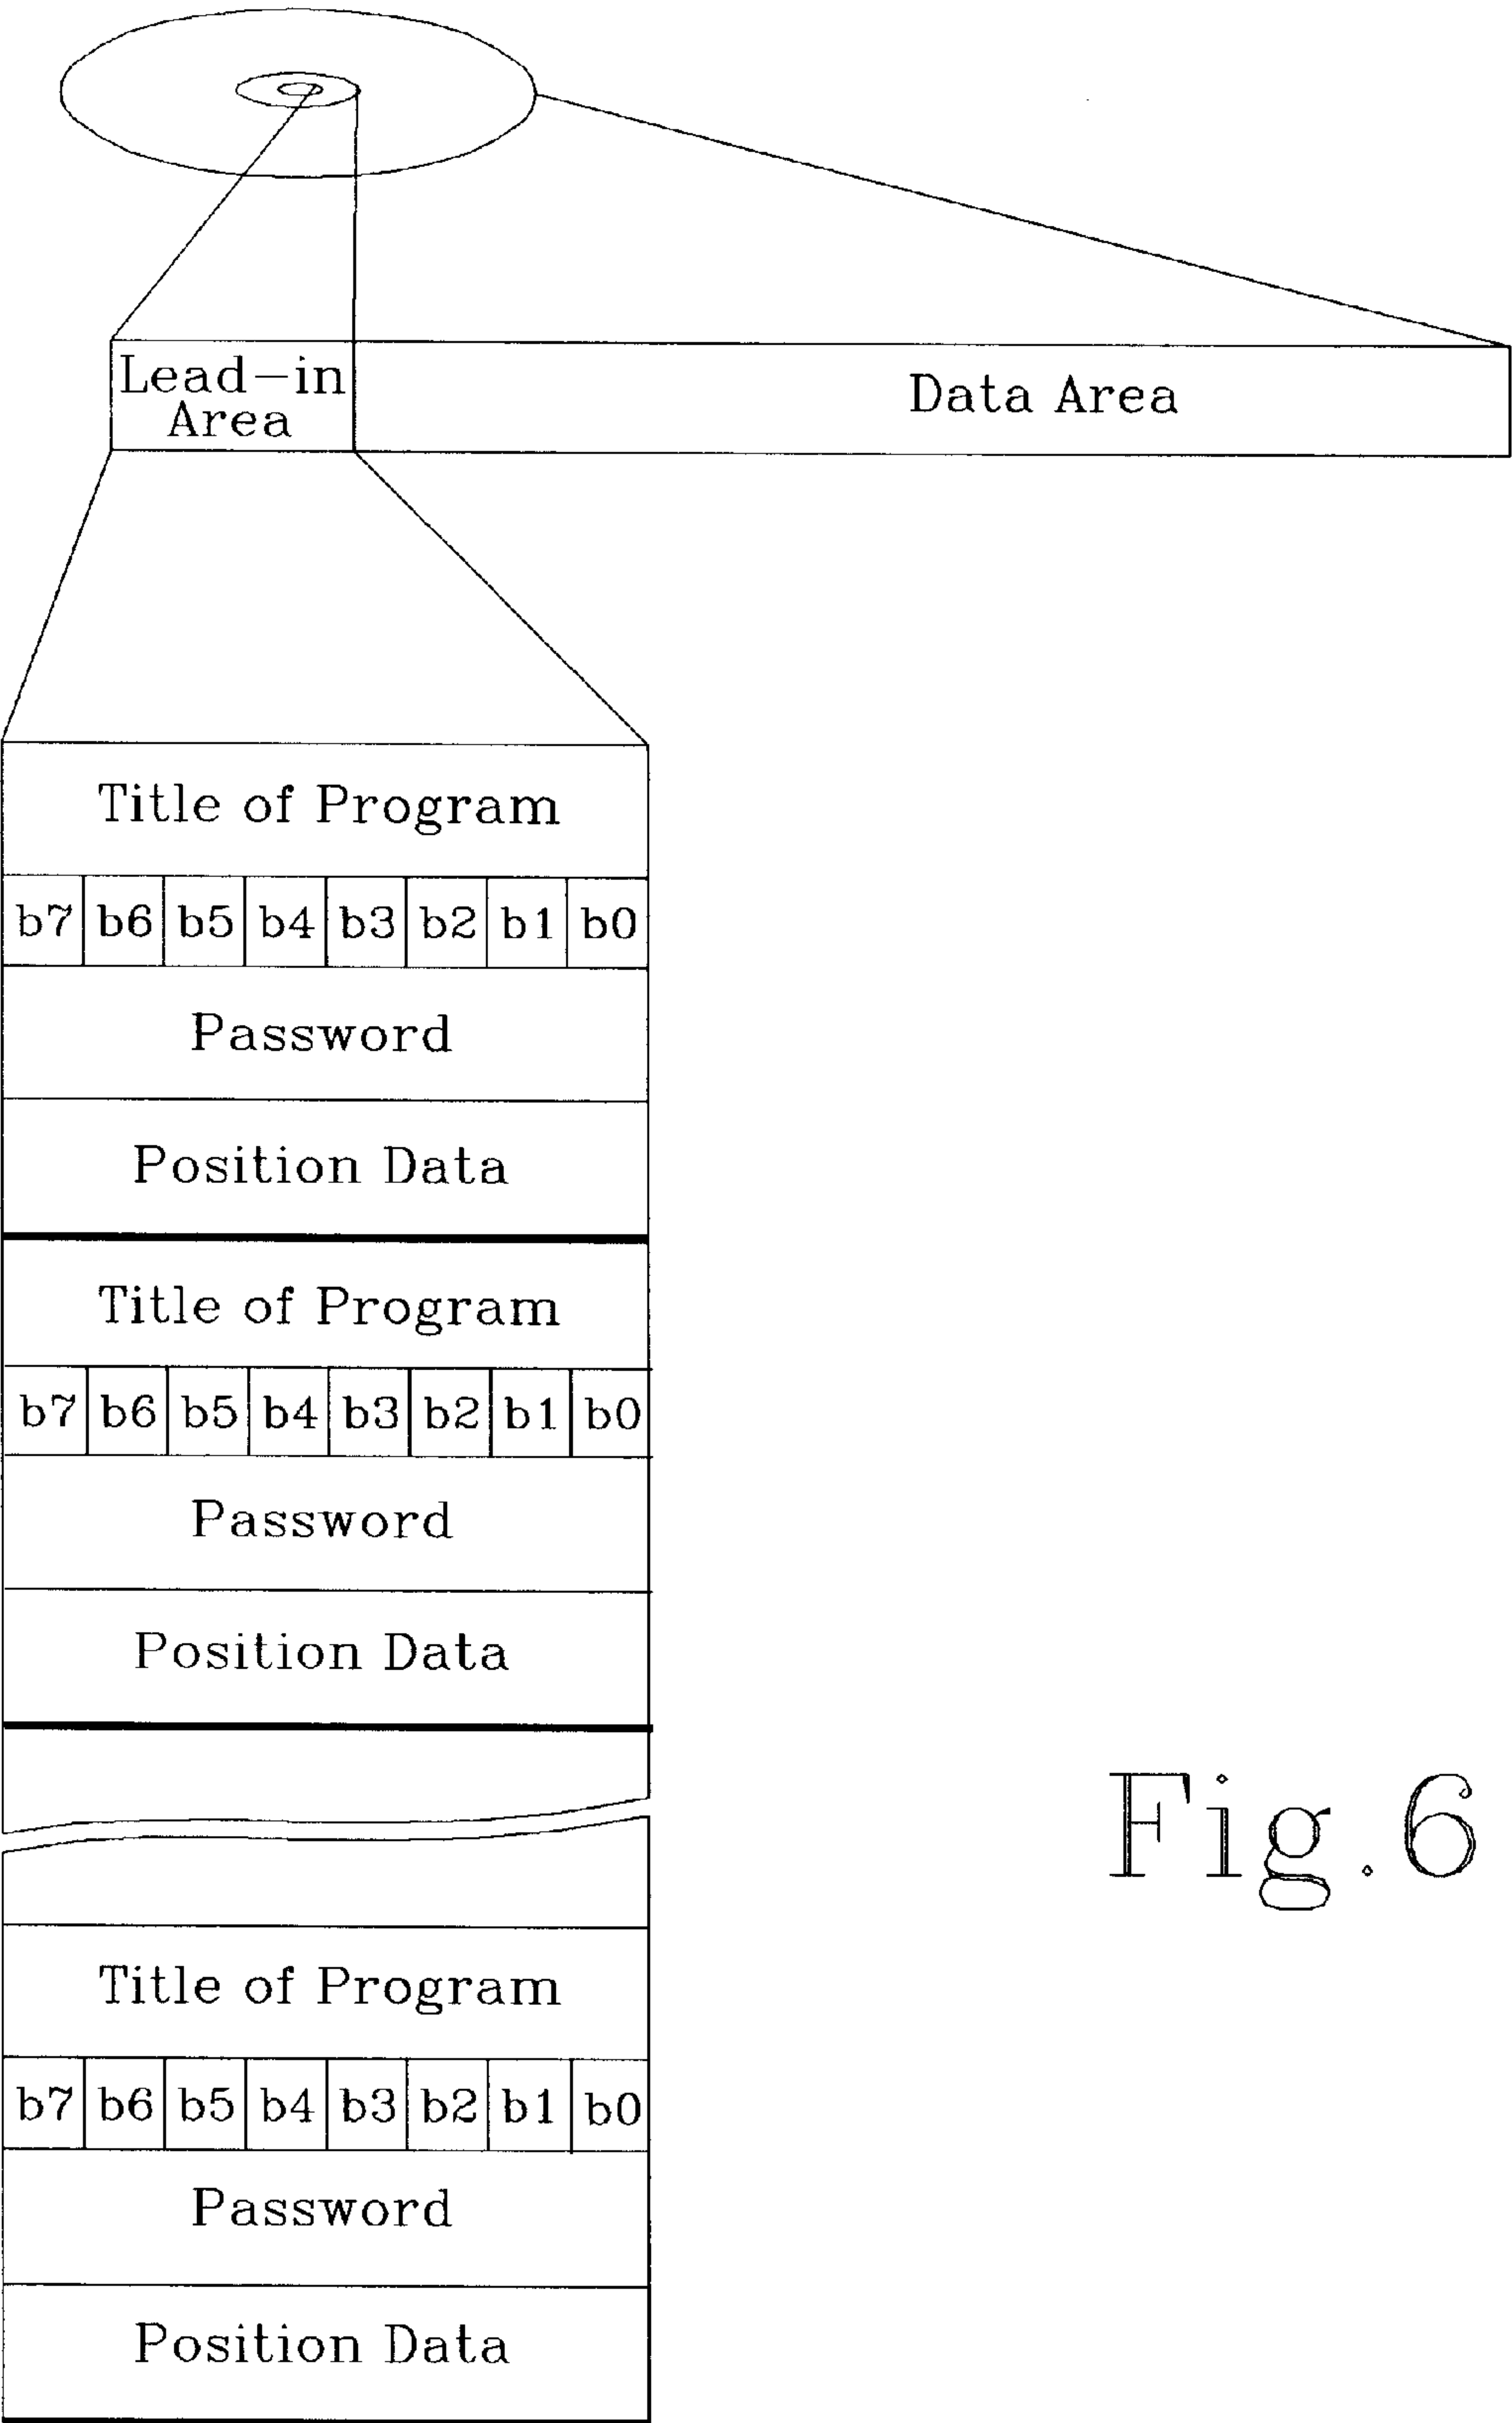 Lead-in
Area
Data Area
Title of Program
b7 b6 b5 b4 b3 b2 b1 b0
Password
Position Data
Title of Program
b7 b6 b5 b4 b3 b2 b1 b0
Password
Position Data
Fig.6
Title of Program
b7 b6 b5 b4 b3 b2 b1 b0
Password
Position Data